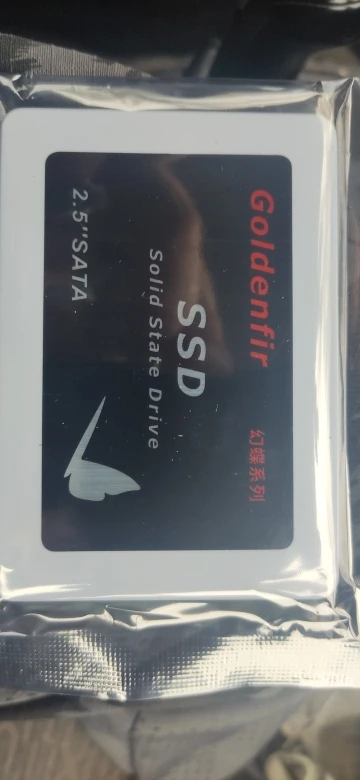 Goldenfir 幻蝶系列
SSD
Solid State Drive
2.5"SATA